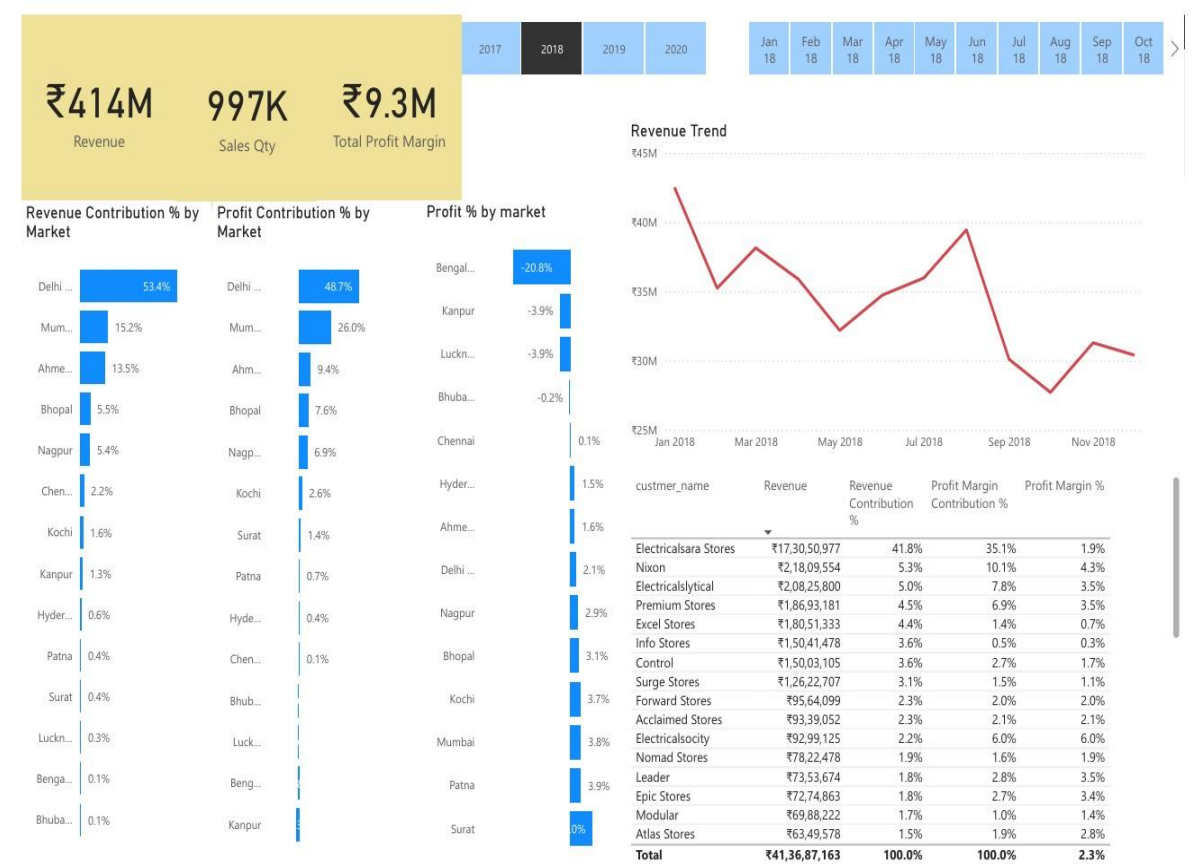 2017 2018 2019 2020
Jan 18 Feb 18 Mar 18 Apr 18 May 18 Jun 18 Jul 18 Aug 18 Sep 18 Oct 18
₹414M
Revenue
997K
Sales Qty
₹9.3M
Total Profit Margin
Revenue Contribution % by
Market
Delhi ... 53.4%
Mum... 15.2%
Ahme... 13.5%
Bhopal 5.5%
Nagpur 5.4%
Chen... 2.2%
Kochi 1.6%
Kanpur 1.3%
Hyder... 0.6%
Patna 0.4%
Surat 0.4%
Luckn... 0.3%
Benga... 0.1%
Bhuba... 0.1%
Profit Contribution % by
Market
Delhi ... 48.7%
Mum... 26.0%
Ahm... 9.4%
Bhopal 7.6%
Nagp... 6.9%
Kochi 2.6%
Surat 1.4%
Patna 0.7%
Hyde... 0.4%
Chen... 0.1%
Bhub...
Luck...
Beng...
Kanpur
Profit % by market
Bengal... -20.8%
Kanpur -3.9%
Luckn... -3.9%
Bhuba... -0.2%
Chennai 0.1%
Hyder... 1.5%
Ahme... 1.6%
Delhi ... 2.1%
Nagpur 2.9%
Bhopal 3.1%
Kochi 3.7%
Mumbai 3.8%
Patna 3.9%
Surat .0%
Revenue Trend
₹45M
₹40M
₹35M
₹30M
₹25M
Jan 2018 Mar 2018 May 2018 Jul 2018 Sep 2018 Nov 2018
custmer_name Revenue Revenue Contribution % Profit Margin Contribution % Profit Margin %
Electricalsara Stores ₹17,30,50,977 41.8% 35.1% 1.9%
Nixon ₹2,18,09,554 5.3% 10.1% 4.3%
Electricalslytical ₹2,08,25,800 5.0% 7.8% 3.5%
Premium Stores ₹1,86,93,181 4.5% 6.9% 3.5%
Excel Stores ₹1,80,51,333 4.4% 1.4% 0.7%
Info Stores ₹1,50,41,478 3.6% 0.5% 0.3%
Control ₹1,50,03,105 3.6% 2.7% 1.7%
Surge Stores ₹1,26,22,707 3.1% 1.5% 1.1%
Forward Stores ₹95,64,099 2.3% 2.0% 2.0%
Acclaimed Stores ₹93,39,052 2.3% 2.1% 2.1%
Electricalsocity ₹92,99,125 2.2% 6.0% 6.0%
Nomad Stores ₹78,22,478 1.9% 1.6% 1.9%
Leader ₹73,53,674 1.8% 2.8% 3.5%
Epic Stores ₹72,74,863 1.8% 2.7% 3.4%
Modular ₹69,88,222 1.7% 1.0% 1.4%
Atlas Stores ₹63,49,578 1.5% 1.9% 2.8%
Total ₹41,36,87,163 100.0% 100.0% 2.3%